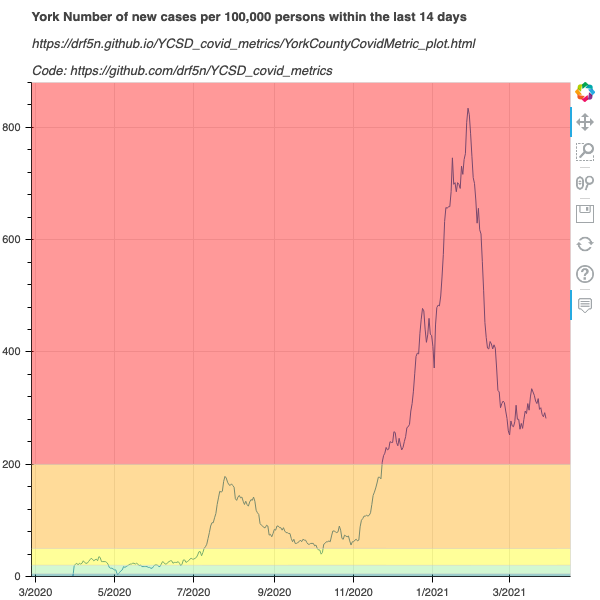 York Number of new cases per 100,000 persons within the last 14 days
https://drf5n.github.io/YCSD_covid_metrics/YorkCountyCovidMetric_plot.html
Code: https://github.com/drf5n/YCSD_covid_metrics
800
600
400
200
0
3/2020 5/2020 7/2020 9/2020 11/2020 1/2021 3/2021